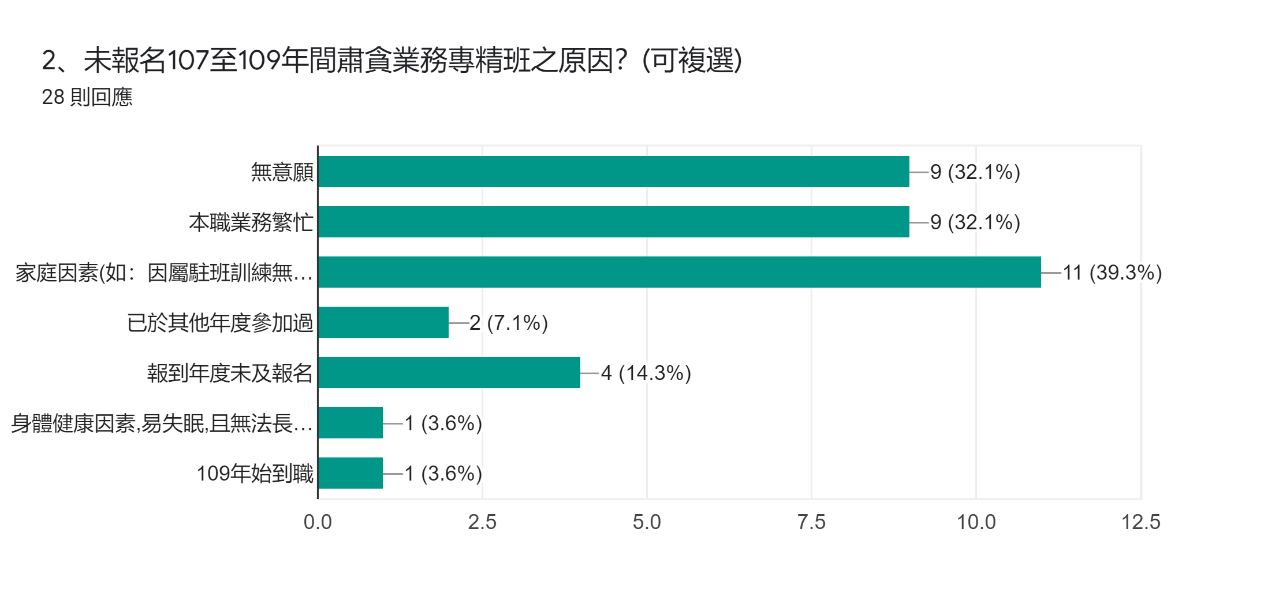 2、未報名107至109年間肅貪業務專精班之原因？(可複選)
28 則回應
無意願
9 (32.1%)
本職業務繁忙
9 (32.1%)
家庭因素(如：因屬駐班訓練無…
11 (39.3%)
已於其他年度參加過
2 (7.1%)
報到年度未及報名
4 (14.3%)
身體健康因素,易失眠,且無法長…
1 (3.6%)
109年始到職
1 (3.6%)
0.0
2.5
5.0
7.5
10.0
12.5